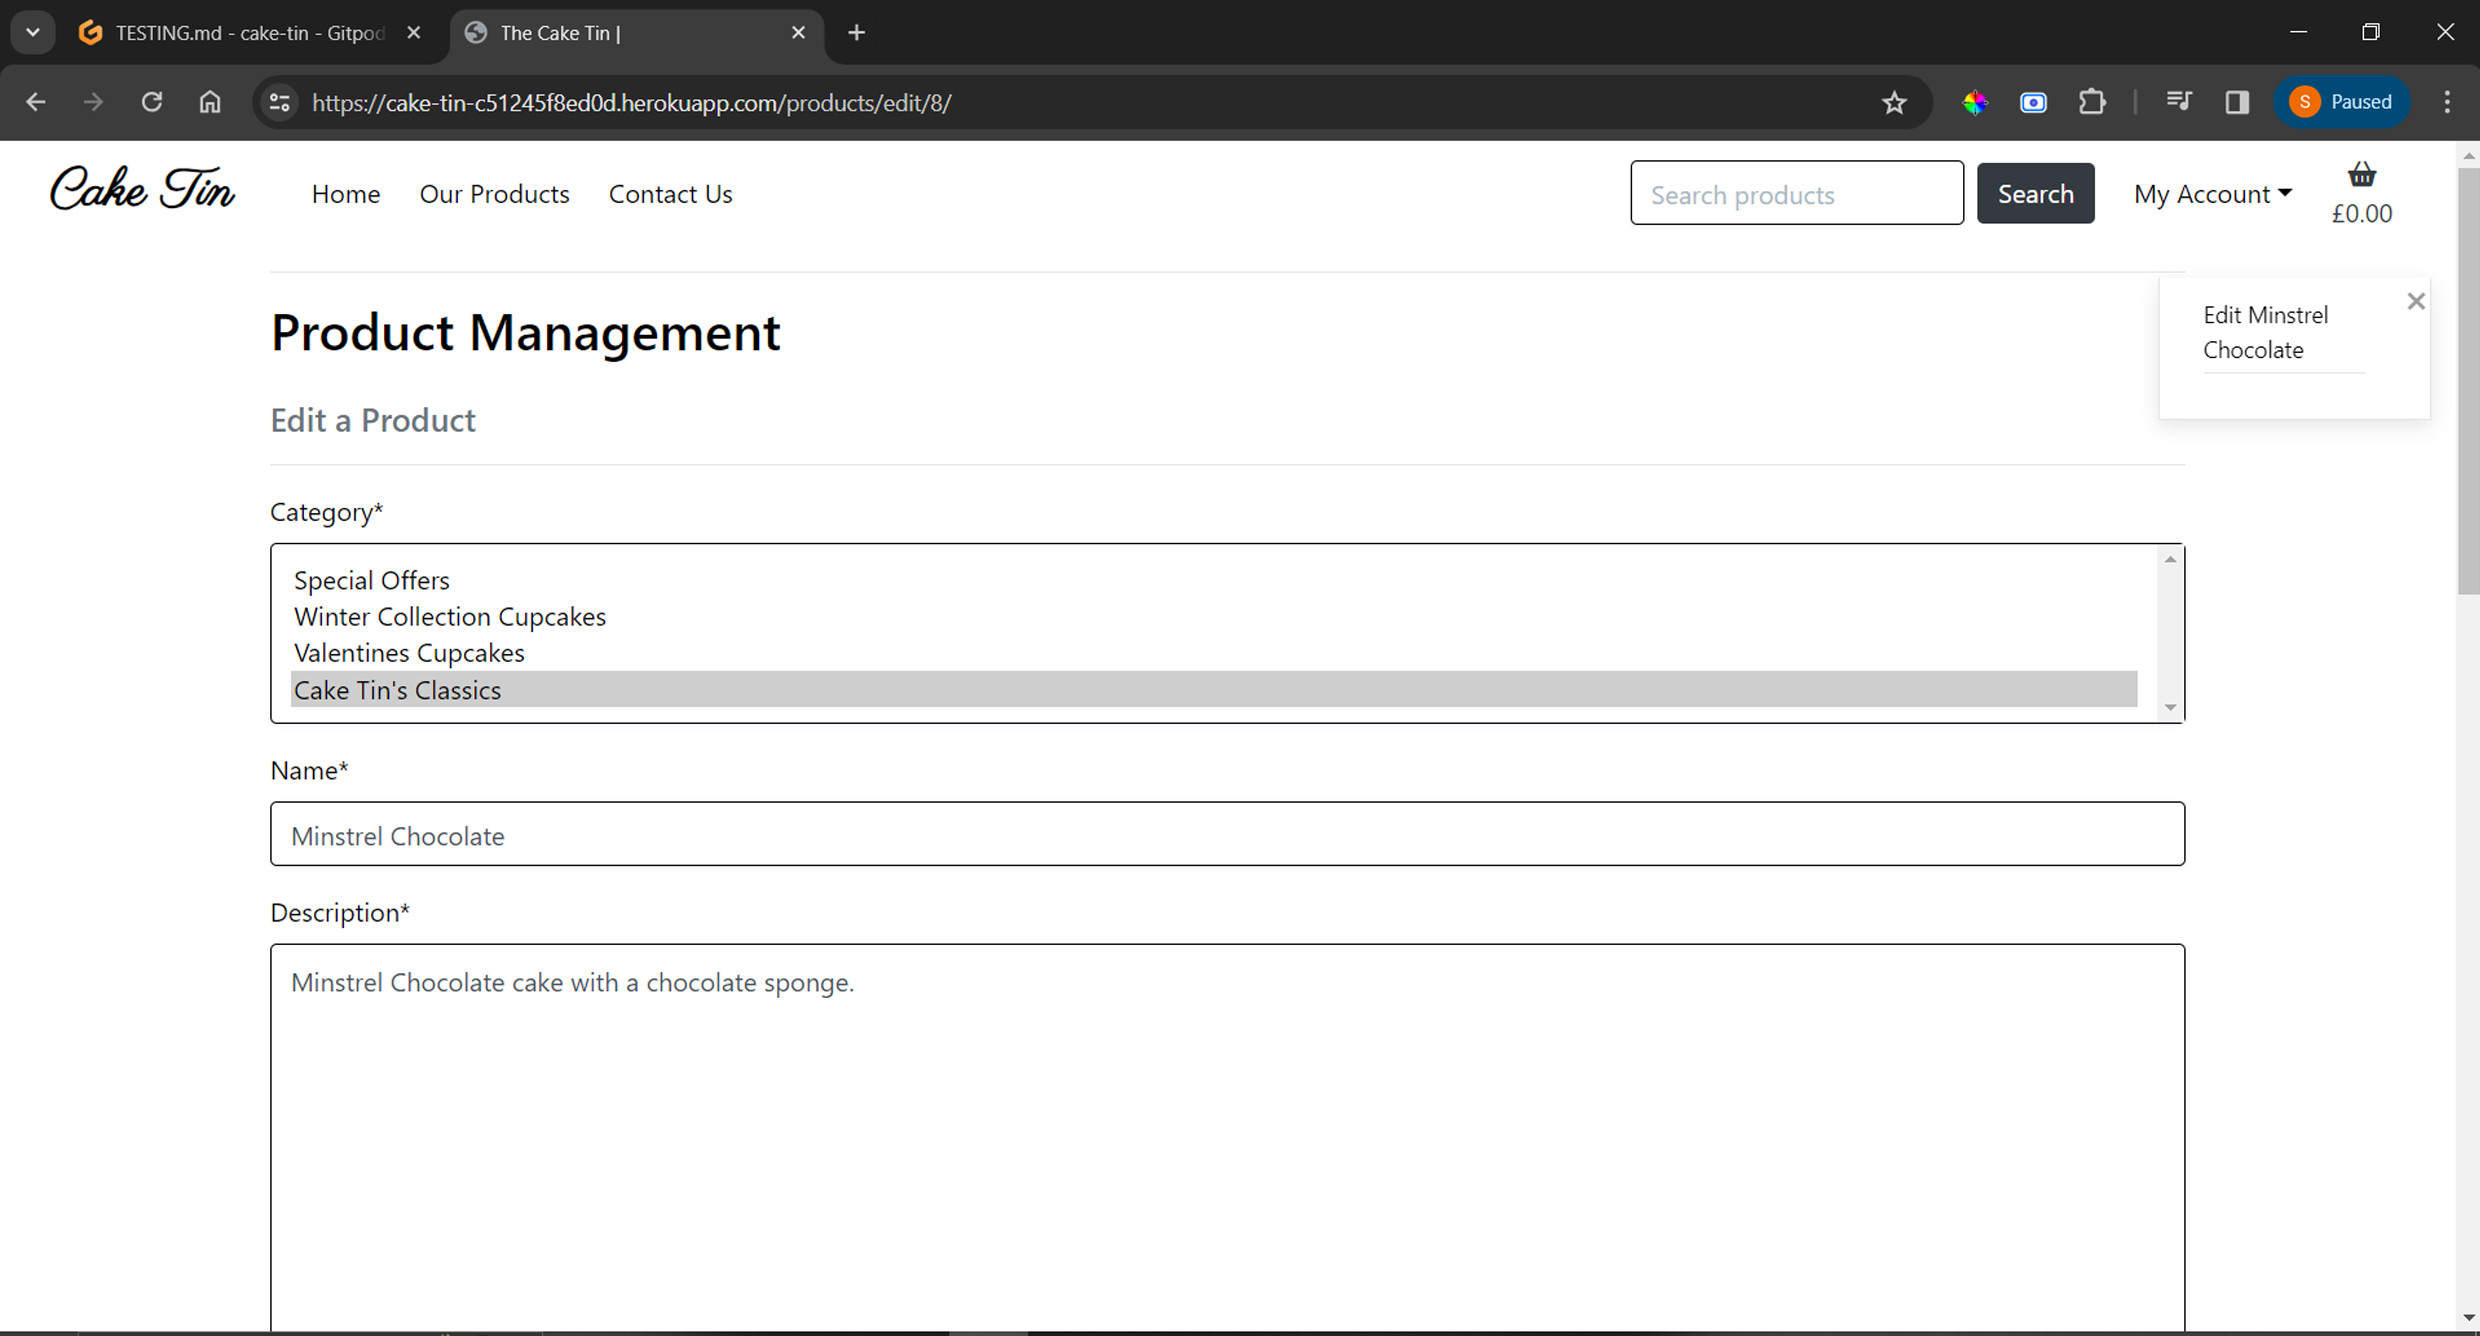 TESTING.md - cake-tin - Gitpod
The Cake Tin |
https://cake-tin-c51245f8ed0d.herokuapp.com/products/edit/8/
S Paused
Cake Tin
Home Our Products Contact Us
Search products
Search
My Account
£0.00
Edit Minstrel
Chocolate
Product Management
Edit a Product
Category*
Special Offers
Winter Collection Cupcakes
Valentines Cupcakes
Cake Tin's Classics
Name*
Minstrel Chocolate
Description*
Minstrel Chocolate cake with a chocolate sponge.